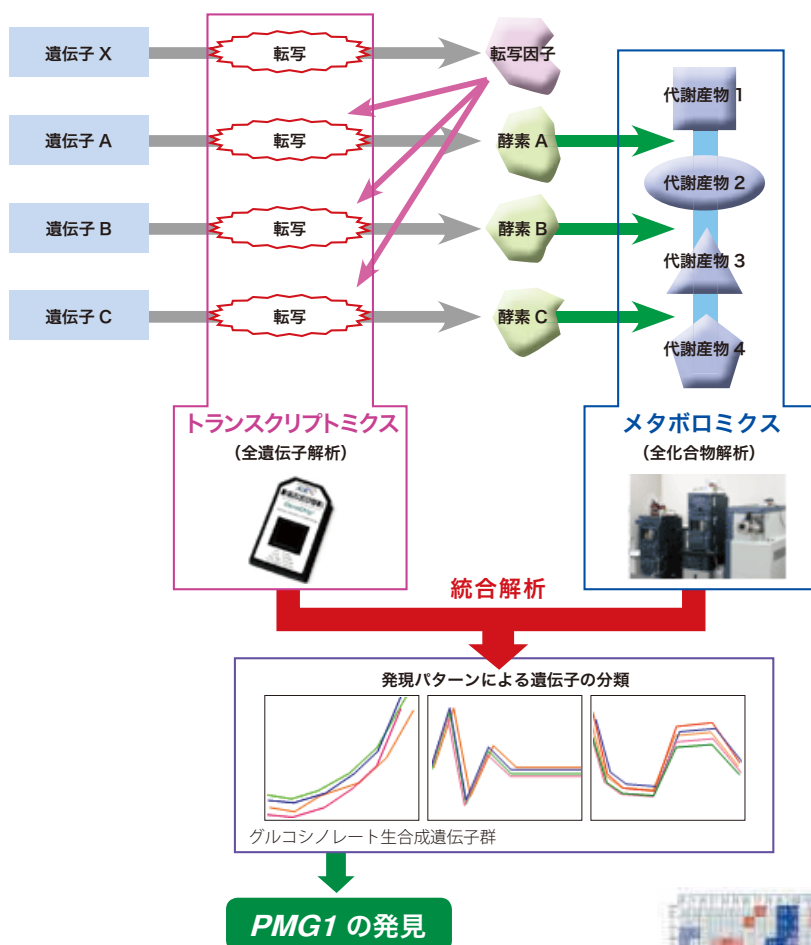 遺伝子 X
転写
転写因子
遺伝子 A
転写
酵素 A
代謝産物 1
遺伝子 B
転写
酵素 B
代謝産物 2
遺伝子 C
転写
酵素 C
代謝産物 3
代謝産物 4
トランスクリプトミクス
(全遺伝子解析)
メタボロミクス
(全化合物解析)
統合解析
発現パターンによる遺伝子の分類
グルコシノレート生合成遺伝子群
PMG1 の発見